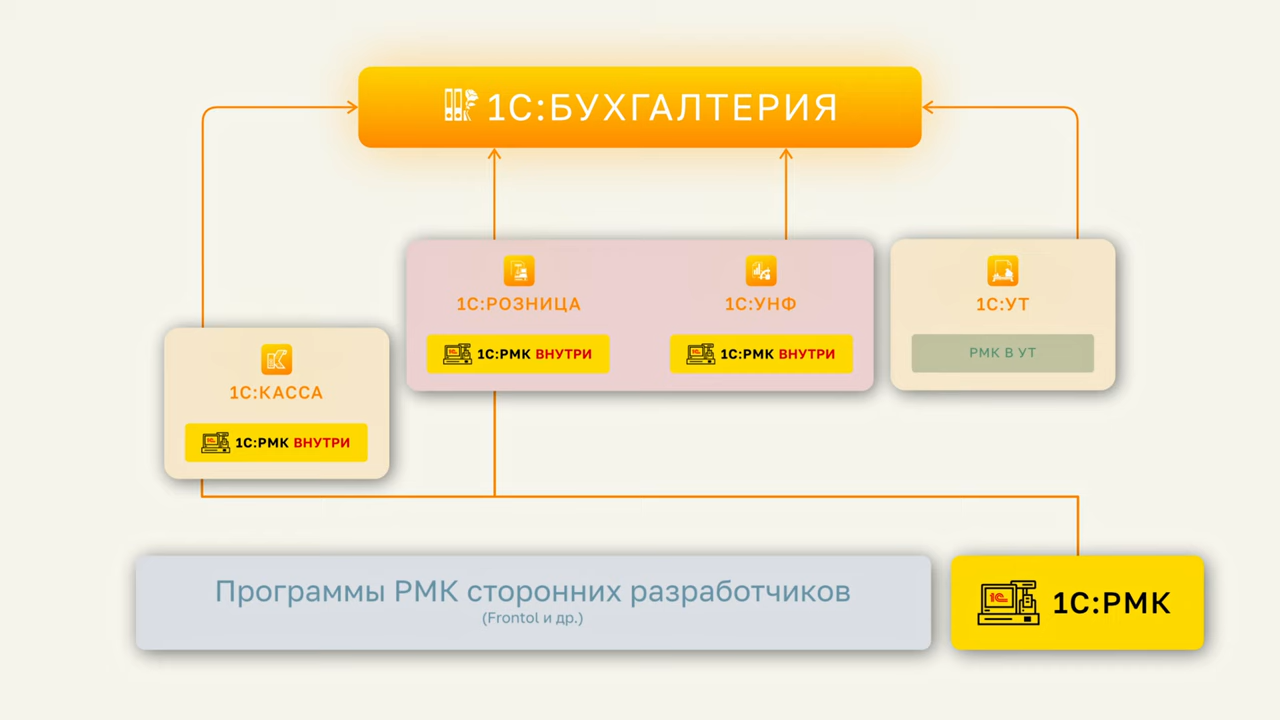 1С:БУХГАЛТЕРИЯ
1С:РОЗНИЦА
1С:УНФ
1С:УТ
1С:РМК ВНУТРИ
1С:РМК ВНУТРИ
РМК В УТ
1С:КАССА
1С:РМК ВНУТРИ
Программы РМК сторонних разработчиков
(Frontol и др.)
1С:РМК